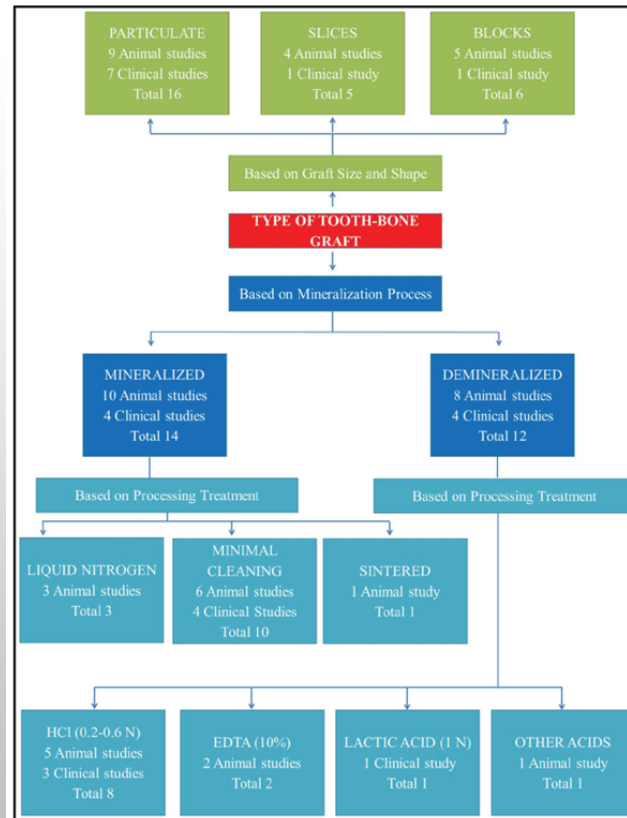 PARTICULATE
9 Animal studies
7 Clinical studies
Total 16
SLICES
4 Animal studies
1 Clinical study
Total 5
BLOCKS
5 Animal studies
1 Clinical study
Total 6
Based on Graft Size and Shape
TYPE OF TOOTH-BONE
GRAFT
Based on Mineralization Process
MINERALIZED
10 Animal studies
4 Clinical studies
Total 14
DEMINERALIZED
8 Animal studies
4 Clinical studies
Total 12
Based on Processing Treatment
Based on Processing Treatment
LIQUID NITROGEN
3 Animal studies
Total 3
MINIMAL
CLEANING
6 Animal studies
4 Clinical Studies
Total 10
SINTERED
1 Animal study
Total 1
HCl (0.2-0.6 N)
5 Animal studies
3 Clinical studies
Total 8
EDTA (10%)
2 Animal studies
Total 2
LACTIC ACID (1 N)
1 Clinical study
Total 1
OTHER ACIDS
1 Animal study
Total 1